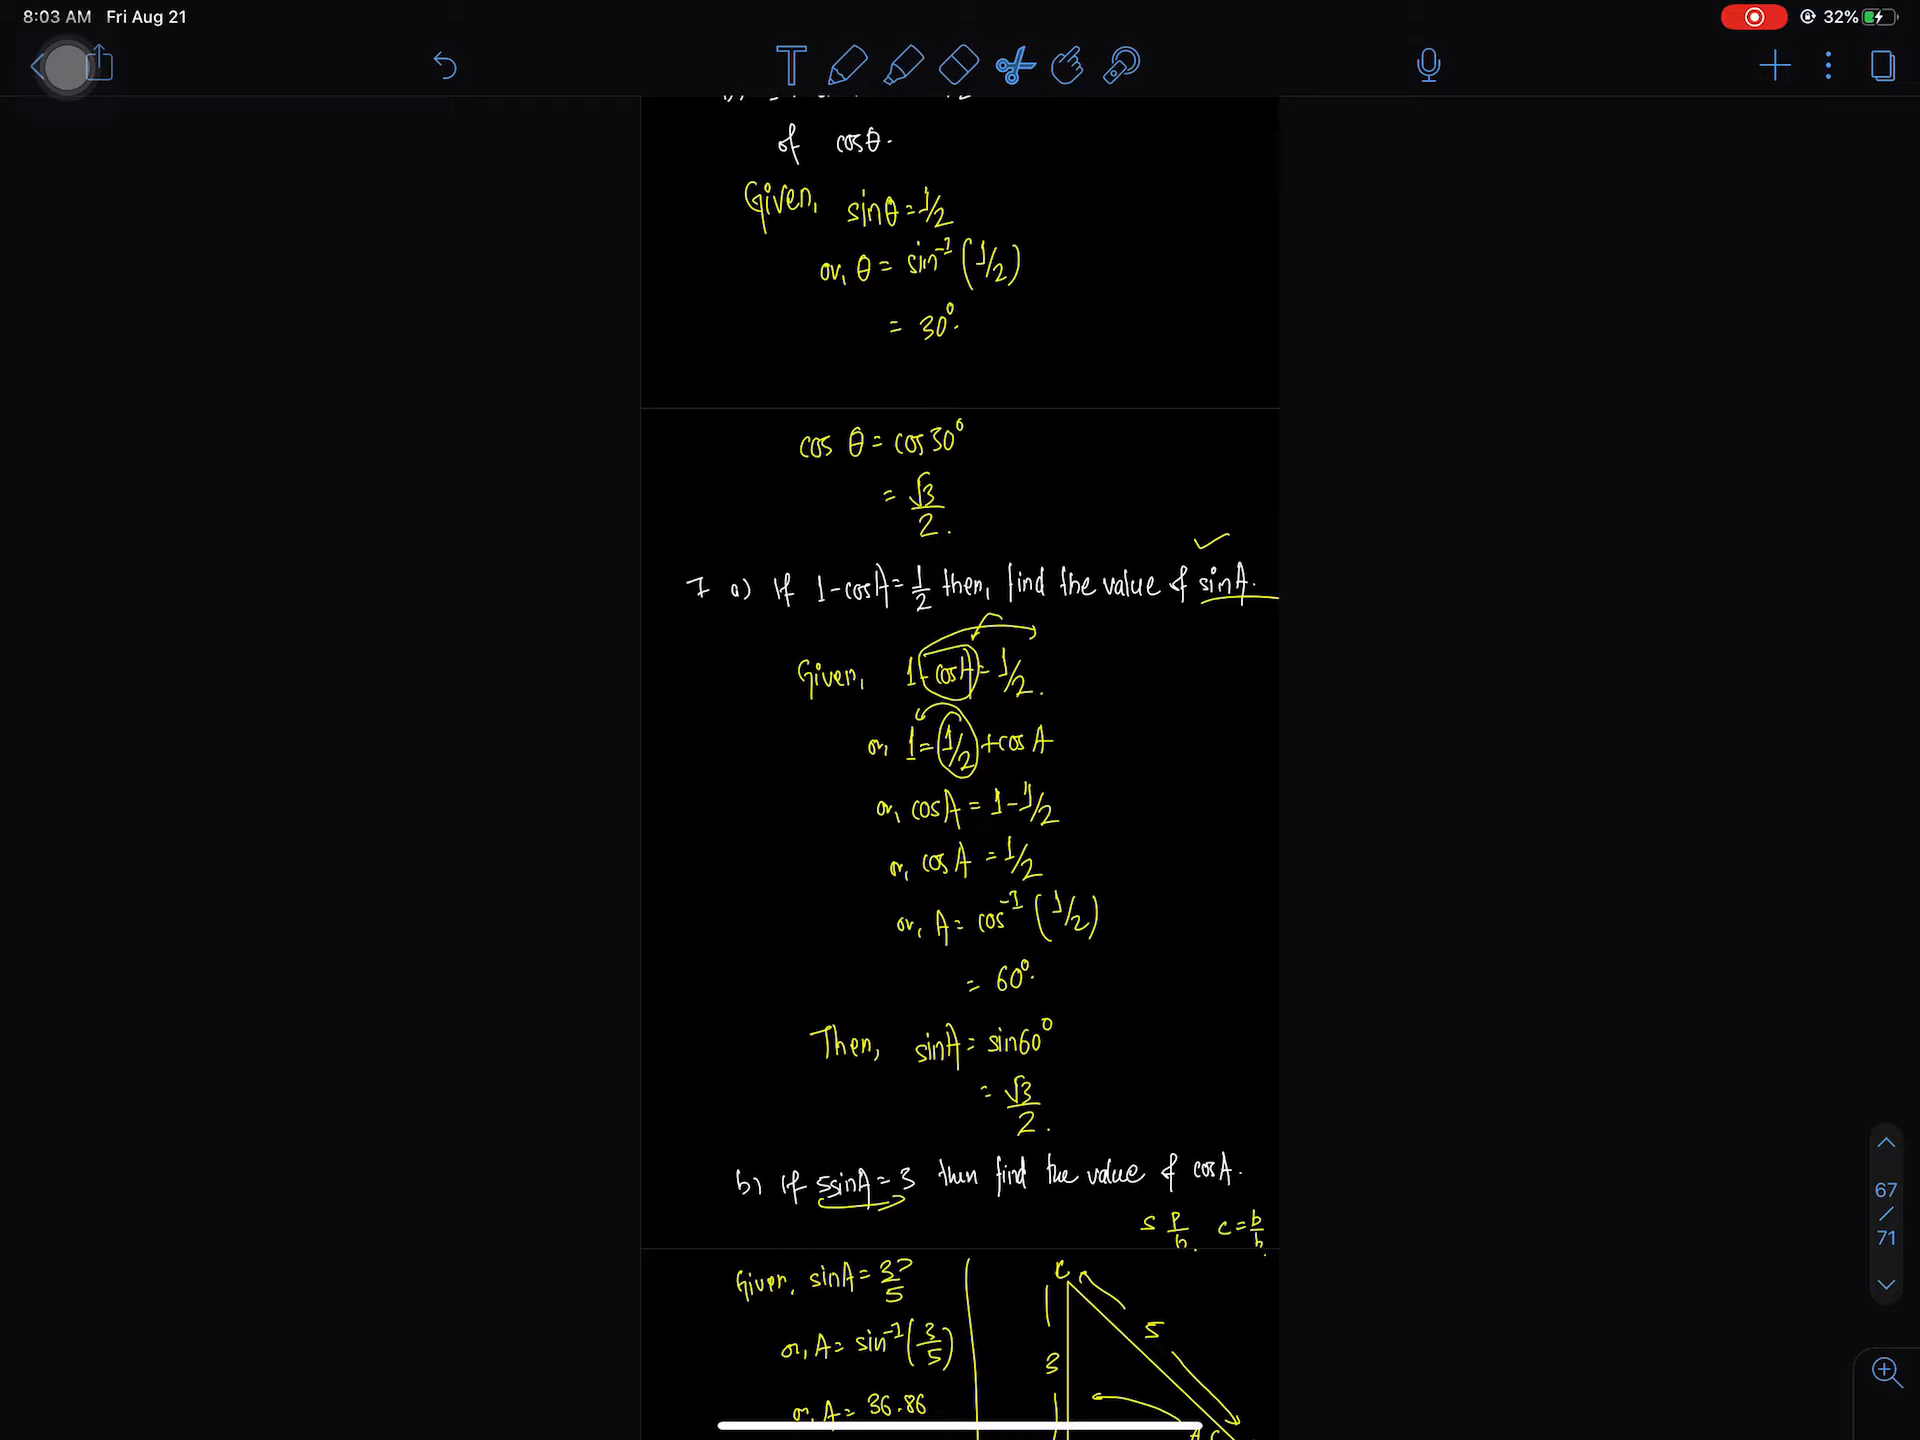 8:03 AM Fri Aug 21
32%
of cosθ.
Given, sinθ=1/2
or, θ = sin⁻¹ (1/2)
= 30°.
cos θ = cos30°
= √3/2.
7 a) If 1-cosA=1/2 then, find the value of sinA.
Given, 1-cosA=1/2.
or, 1=1/2+cos A
or, cosA = 1-1/2
or, cosA = 1/2
or, A= cos⁻¹ (1/2)
= 60°.
Then, sinA= sin60°
= √3/2.
b) If 5sinA=3 then find the value of cosA.
S P/h. C=b/h.
67
/
71
Given, sinA=3/5
C
5
or, A= sin⁻¹(3/5)
3
or, A= 36.86